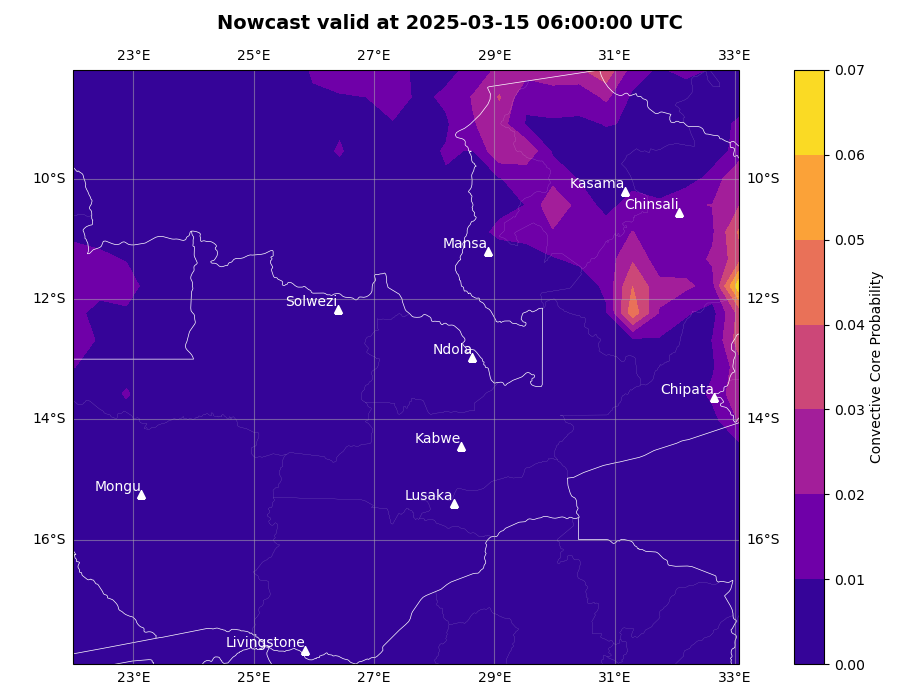 Nowcast valid at 2025-03-15 06:00:00 UTC
23°E 25°E 27°E 29°E 31°E 33°E
0.07
0.06
10°S Kasama 10°S
Chinsali
0.05
Mansa
12°S Solwezi 12°S
0.04
Ndola
Convective Core Probability
Chipata
0.03
14°S 14°S
Kabwe
Mongu Lusaka
0.02
16°S 16°S
0.01
Livingstone
0.00
23°E 25°E 27°E 29°E 31°E 33°E